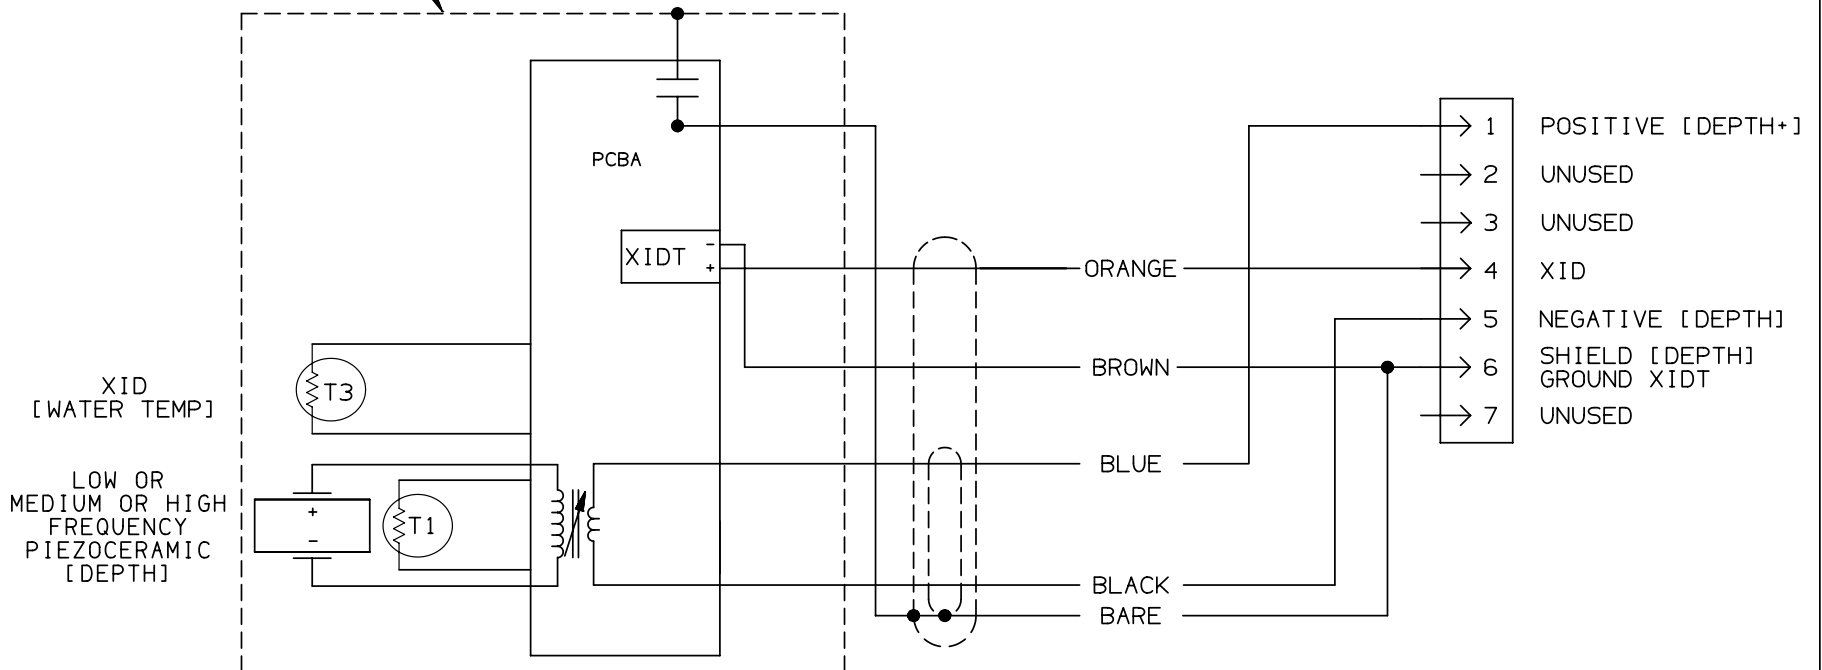 PCBA
XIDT
-
+
T3
XID
[WATER TEMP]
LOW OR
MEDIUM OR HIGH
FREQUENCY
PIEZOCERAMIC
[DEPTH]
+
-
T1
ORANGE
BROWN
BLUE
BLACK
BARE
1 POSITIVE [DEPTH+]
2 UNUSED
3 UNUSED
4 XID
5 NEGATIVE [DEPTH]
6 SHIELD [DEPTH]
GROUND XIDT
7 UNUSED